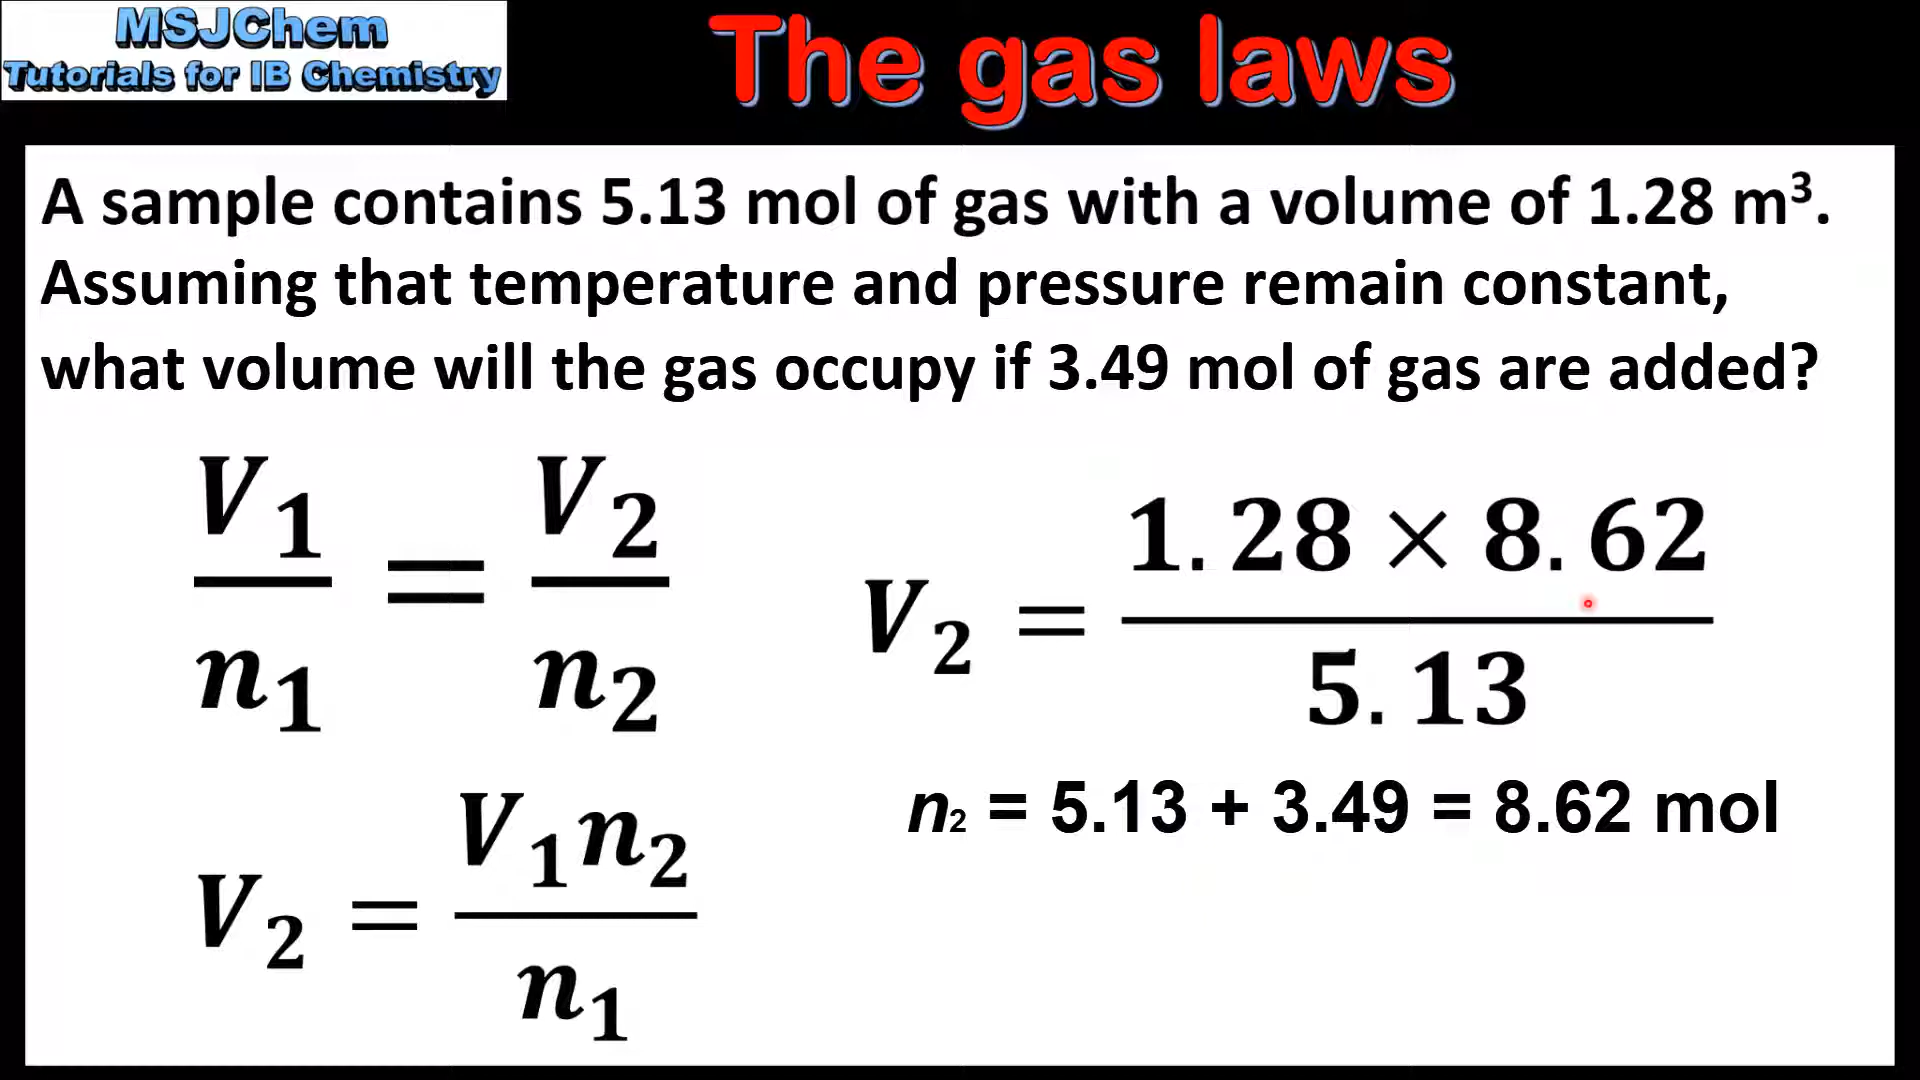 MSJChem
Tutorials for IB Chemistry
The gas laws
A sample contains 5.13 mol of gas with a volume of 1.28 m³.
Assuming that temperature and pressure remain constant,
what volume will the gas occupy if 3.49 mol of gas are added?
V₁/n₁ = V₂/n₂
V₂ = V₁n₂/n₁
V₂ = 1.28 × 8.62/5.13
n₂ = 5.13 + 3.49 = 8.62 mol